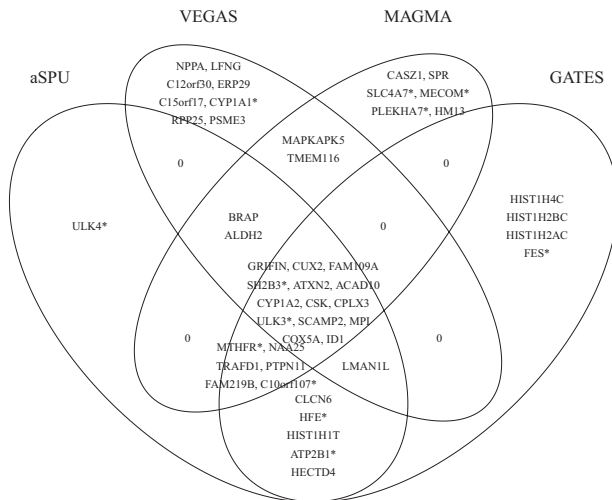 VEGAS
MAGMA
aSPU
GATES
NPPA, LFNG
C12orf30, ERP29
C15orf17, CYP1A1*
RPP25, PSME3
CASZ1, SPR
SLC4A7*, MECOM*
PLEKHA7*, HM13
MAPKAPK5
TMEM116
0
0
ULK4*
BRAP
ALDH2
0
HIST1H4C
HIST1H2BC
HIST1H2AC
FES*
GRIFIN, CUX2, FAM109A
SH2B3*, ATXN2, ACAD10
CYP1A2, CSK, CPLX3
ULK3*, SCAMP2, MPI
COX5A, ID1
0
0
MTHFR*, NAA25
TRAFD1, PTPN11
FAM219B, C10orf107*
LMAN1L
CLCN6
HFE*
HIST1H1T
ATP2B1*
HECTD4